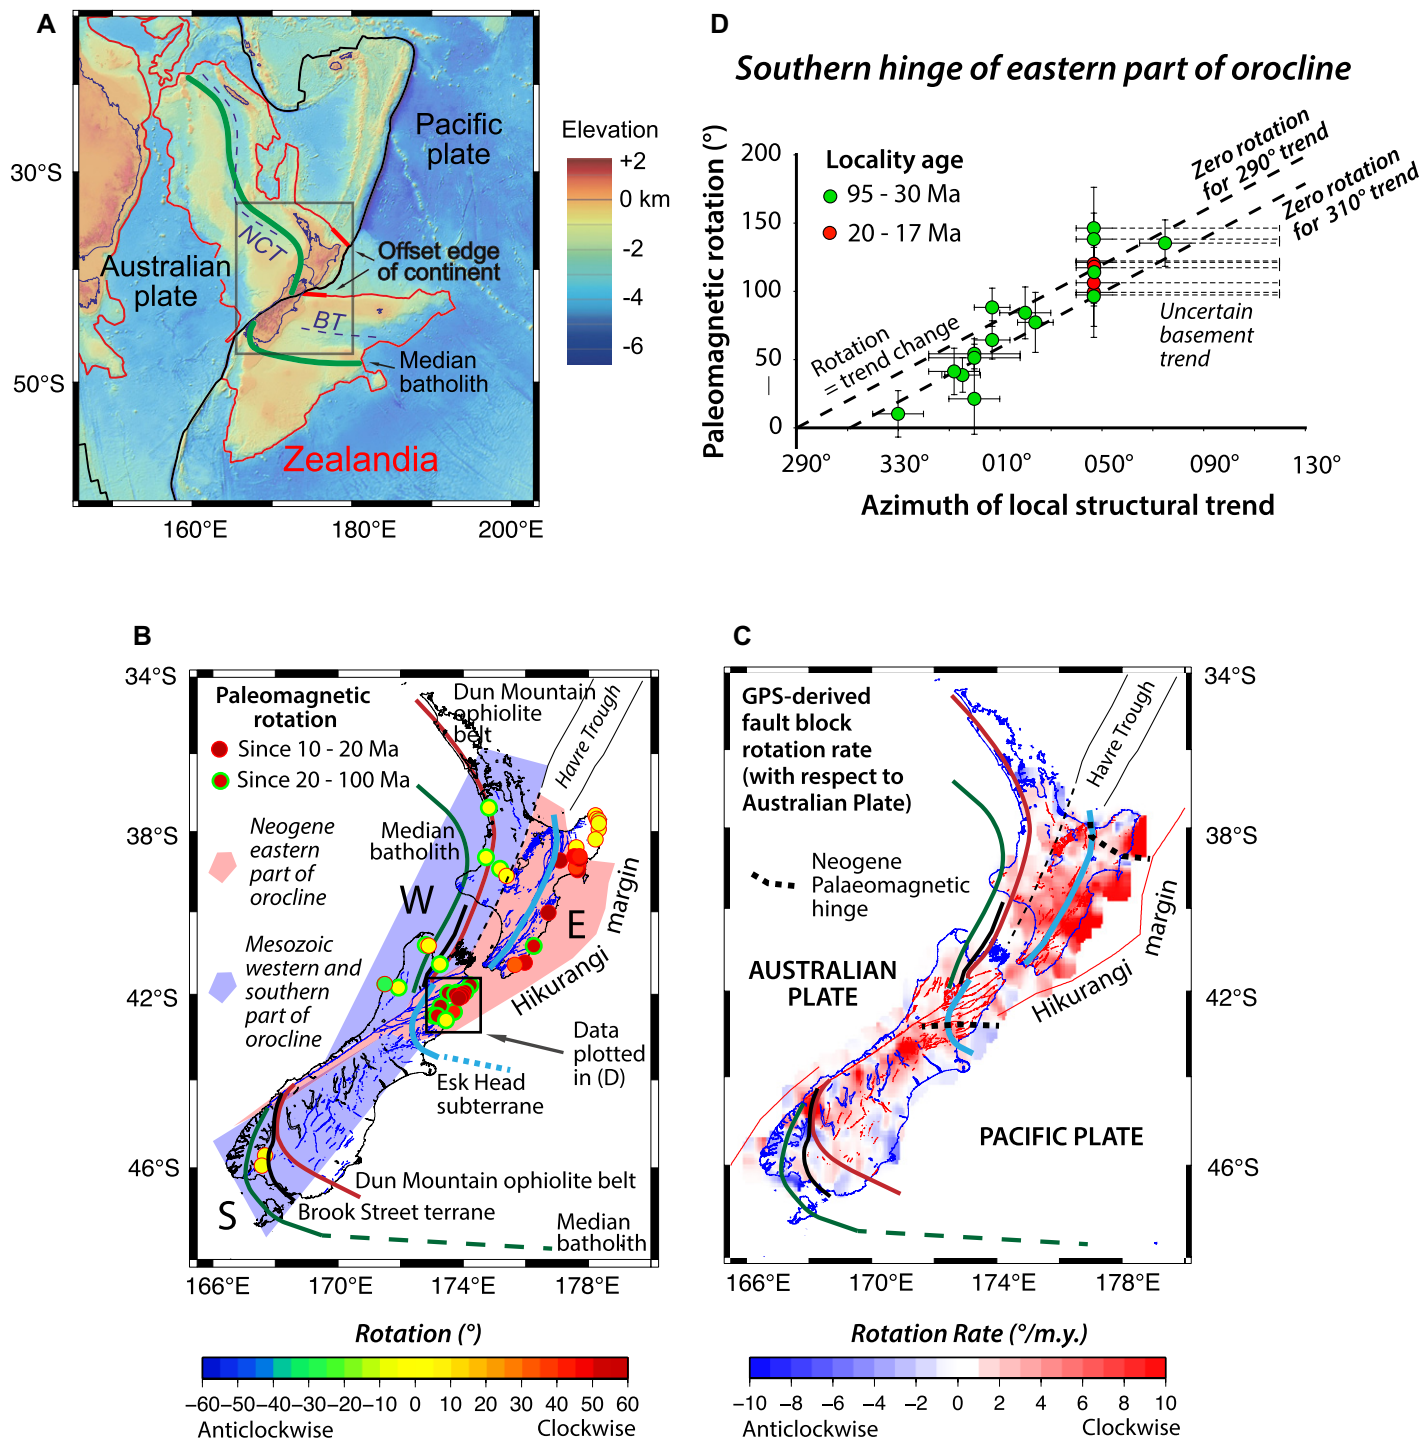 A
30°S
50°S
160°E
180°E
200°E
Pacific
plate
Australian
plate
NCT
BT
Offset edge
of continent
Median
batholith
Zealandia
Elevation
+2
0 km
-2
-4
-6
D
Southern hinge of eastern part of orocline
Paleomagnetic rotation (°)
200
150
100
50
0
Locality age
95 - 30 Ma
20 - 17 Ma
Zero rotation
for 290° trend
Zero rotation
for 310° trend
Rotation
= trend change
Uncertain
basement
trend
290°
330°
010°
050°
090°
130°
Azimuth of local structural trend
B
34°S
38°S
42°S
46°S
Paleomagnetic
rotation
Since 10 - 20 Ma
Since 20 - 100 Ma
Neogene
eastern
part of
orocline
Mesozoic
western and
southern
part of
orocline
Dun Mountain
ophiolite
belt
Havre Trough
Median
batholith
W
E
S
Hikurangi
margin
Data
plotted
in (D)
Esk Head
subterrane
Dun Mountain ophiolite belt
Brook Street terrane
Median
batholith
166°E
170°E
174°E
178°E
Rotation (°)
−60−50−40−30−20−10 0 10 20 30 40 50 60
Anticlockwise
Clockwise
C
GPS-derived
fault block
rotation rate
(with respect to
Australian Plate)
Havre Trough
Neogene
Palaeomagnetic
hinge
AUSTRALIAN
PLATE
Hikurangi
margin
PACIFIC PLATE
34°S
38°S
42°S
46°S
166°E
170°E
174°E
178°E
Rotation Rate (°/m.y.)
−10 −8 −6 −4 −2 0 2 4 6 8 10
Anticlockwise
Clockwise